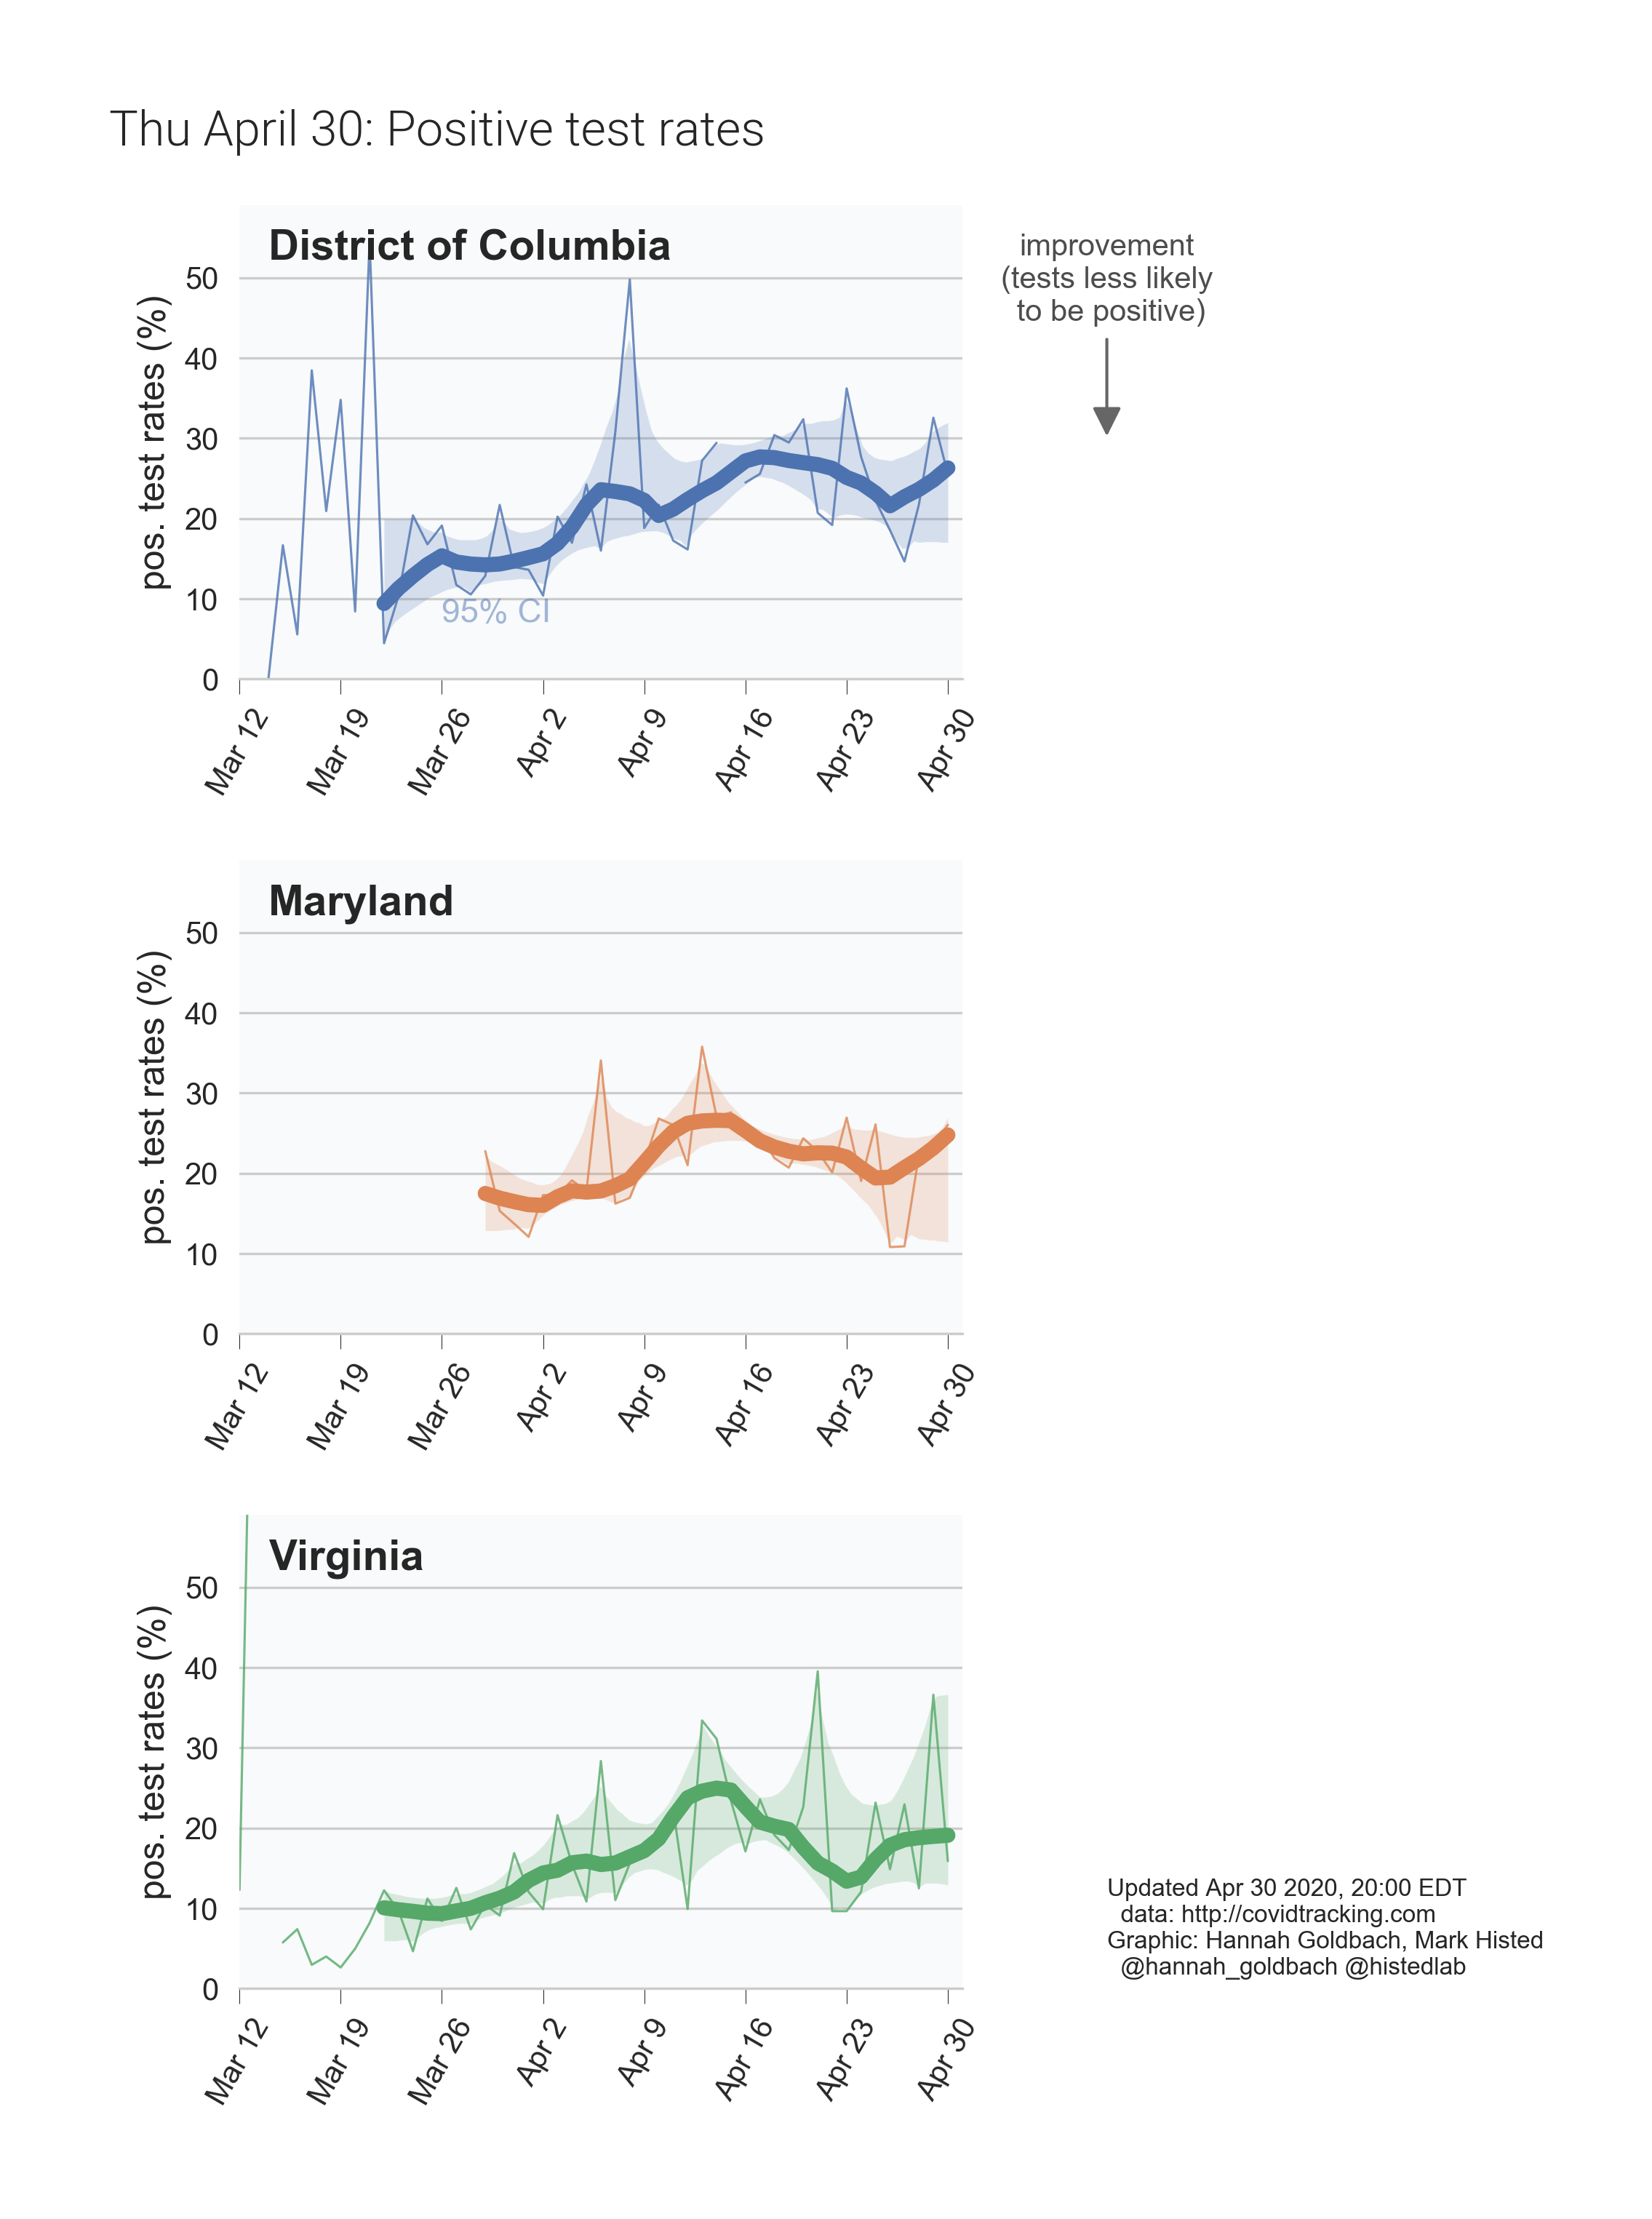 Thu April 30: Positive test rates
District of Columbia
improvement
(tests less likely
to be positive)
pos. test rates (%)
50
40
30
20
10
0
95% CI
Mar 12
Mar 19
Mar 26
Apr 2
Apr 9
Apr 16
Apr 23
Apr 30
Maryland
pos. test rates (%)
50
40
30
20
10
0
Mar 12
Mar 19
Mar 26
Apr 2
Apr 9
Apr 16
Apr 23
Apr 30
Virginia
pos. test rates (%)
50
40
30
20
10
0
Mar 12
Mar 19
Mar 26
Apr 2
Apr 9
Apr 16
Apr 23
Apr 30
Updated Apr 30 2020, 20:00 EDT
data: http://covidtracking.com
Graphic: Hannah Goldbach, Mark Histed
@hannah_goldbach @histedlab